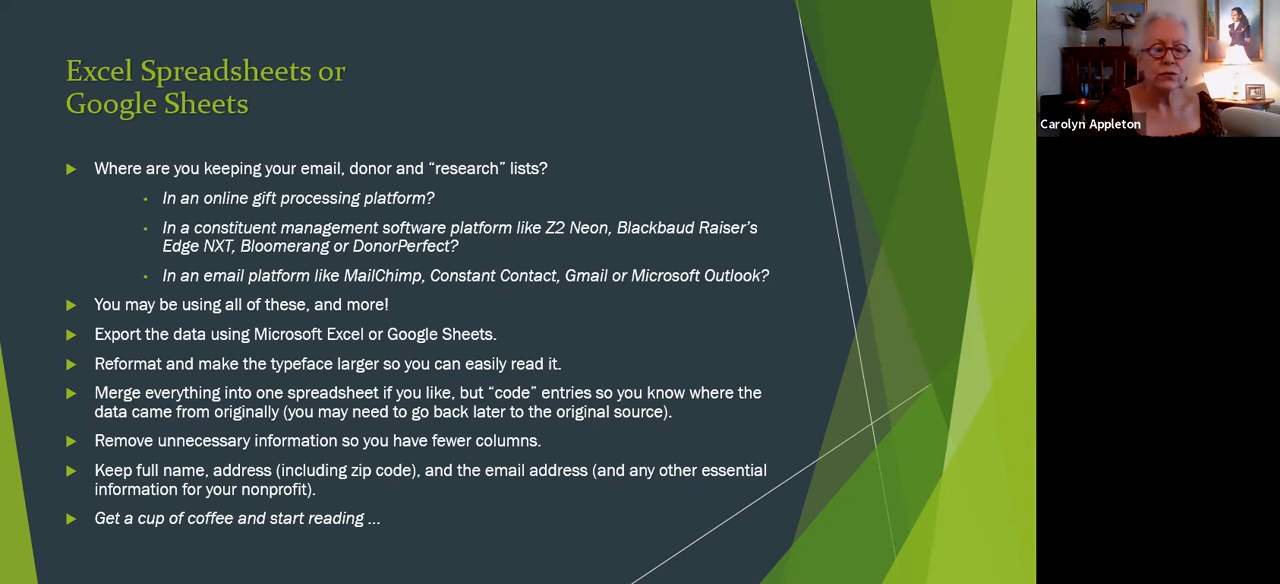 Excel Spreadsheets or
Google Sheets
Where are you keeping your email, donor and “research” lists?
In an online gift processing platform?
In a constituent management software platform like Z2 Neon, Blackbaud Raiser’s
Edge NXT, Bloomerang or DonorPerfect?
In an email platform like MailChimp, Constant Contact, Gmail or Microsoft Outlook?
You may be using all of these, and more!
Export the data using Microsoft Excel or Google Sheets.
Reformat and make the typeface larger so you can easily read it.
Merge everything into one spreadsheet if you like, but “code” entries so you know where the
data came from originally (you may need to go back later to the original source).
Remove unnecessary information so you have fewer columns.
Keep full name, address (including zip code), and the email address (and any other essential
information for your nonprofit).
Get a cup of coffee and start reading ...
Carolyn Appleton